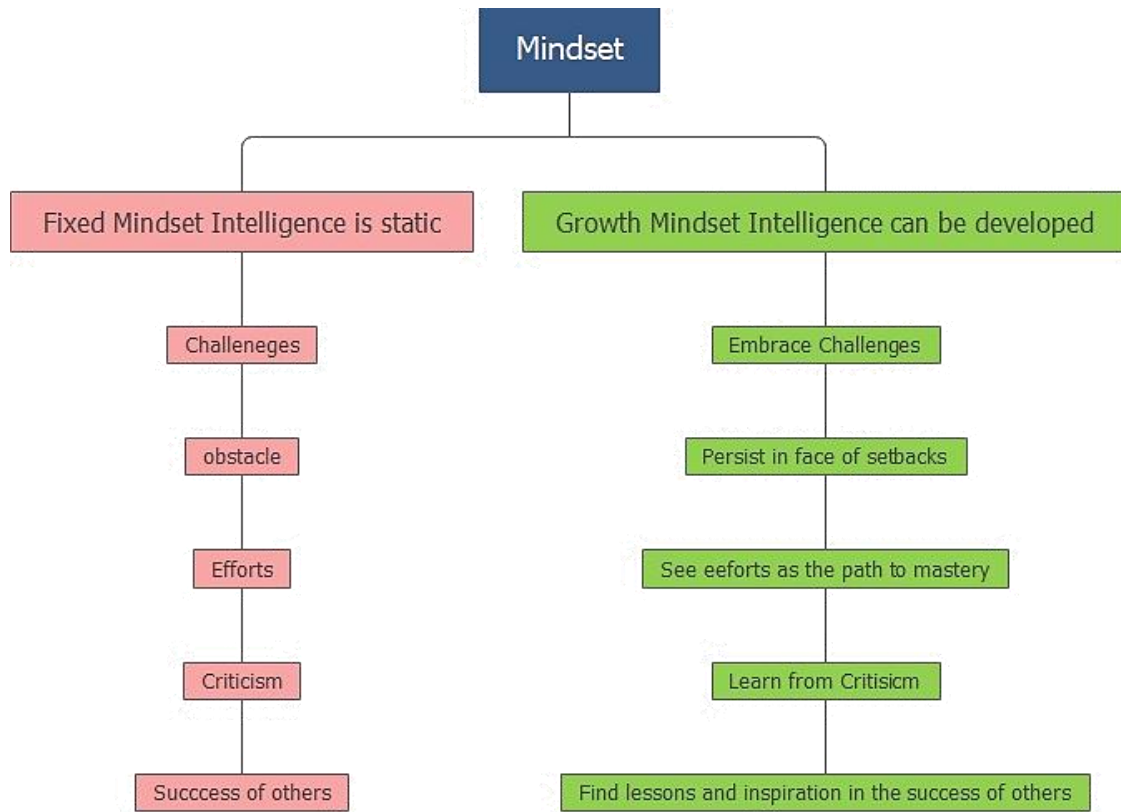 Mindset
Fixed Mindset Intelligence is static
Growth Mindset Intelligence can be developed
Challeneges
Embrace Challenges
obstacle
Persist in face of setbacks
Efforts
See eeforts as the path to mastery
Criticism
Learn from Critisicm
Succcess of others
Find lessons and inspiration in the success of others